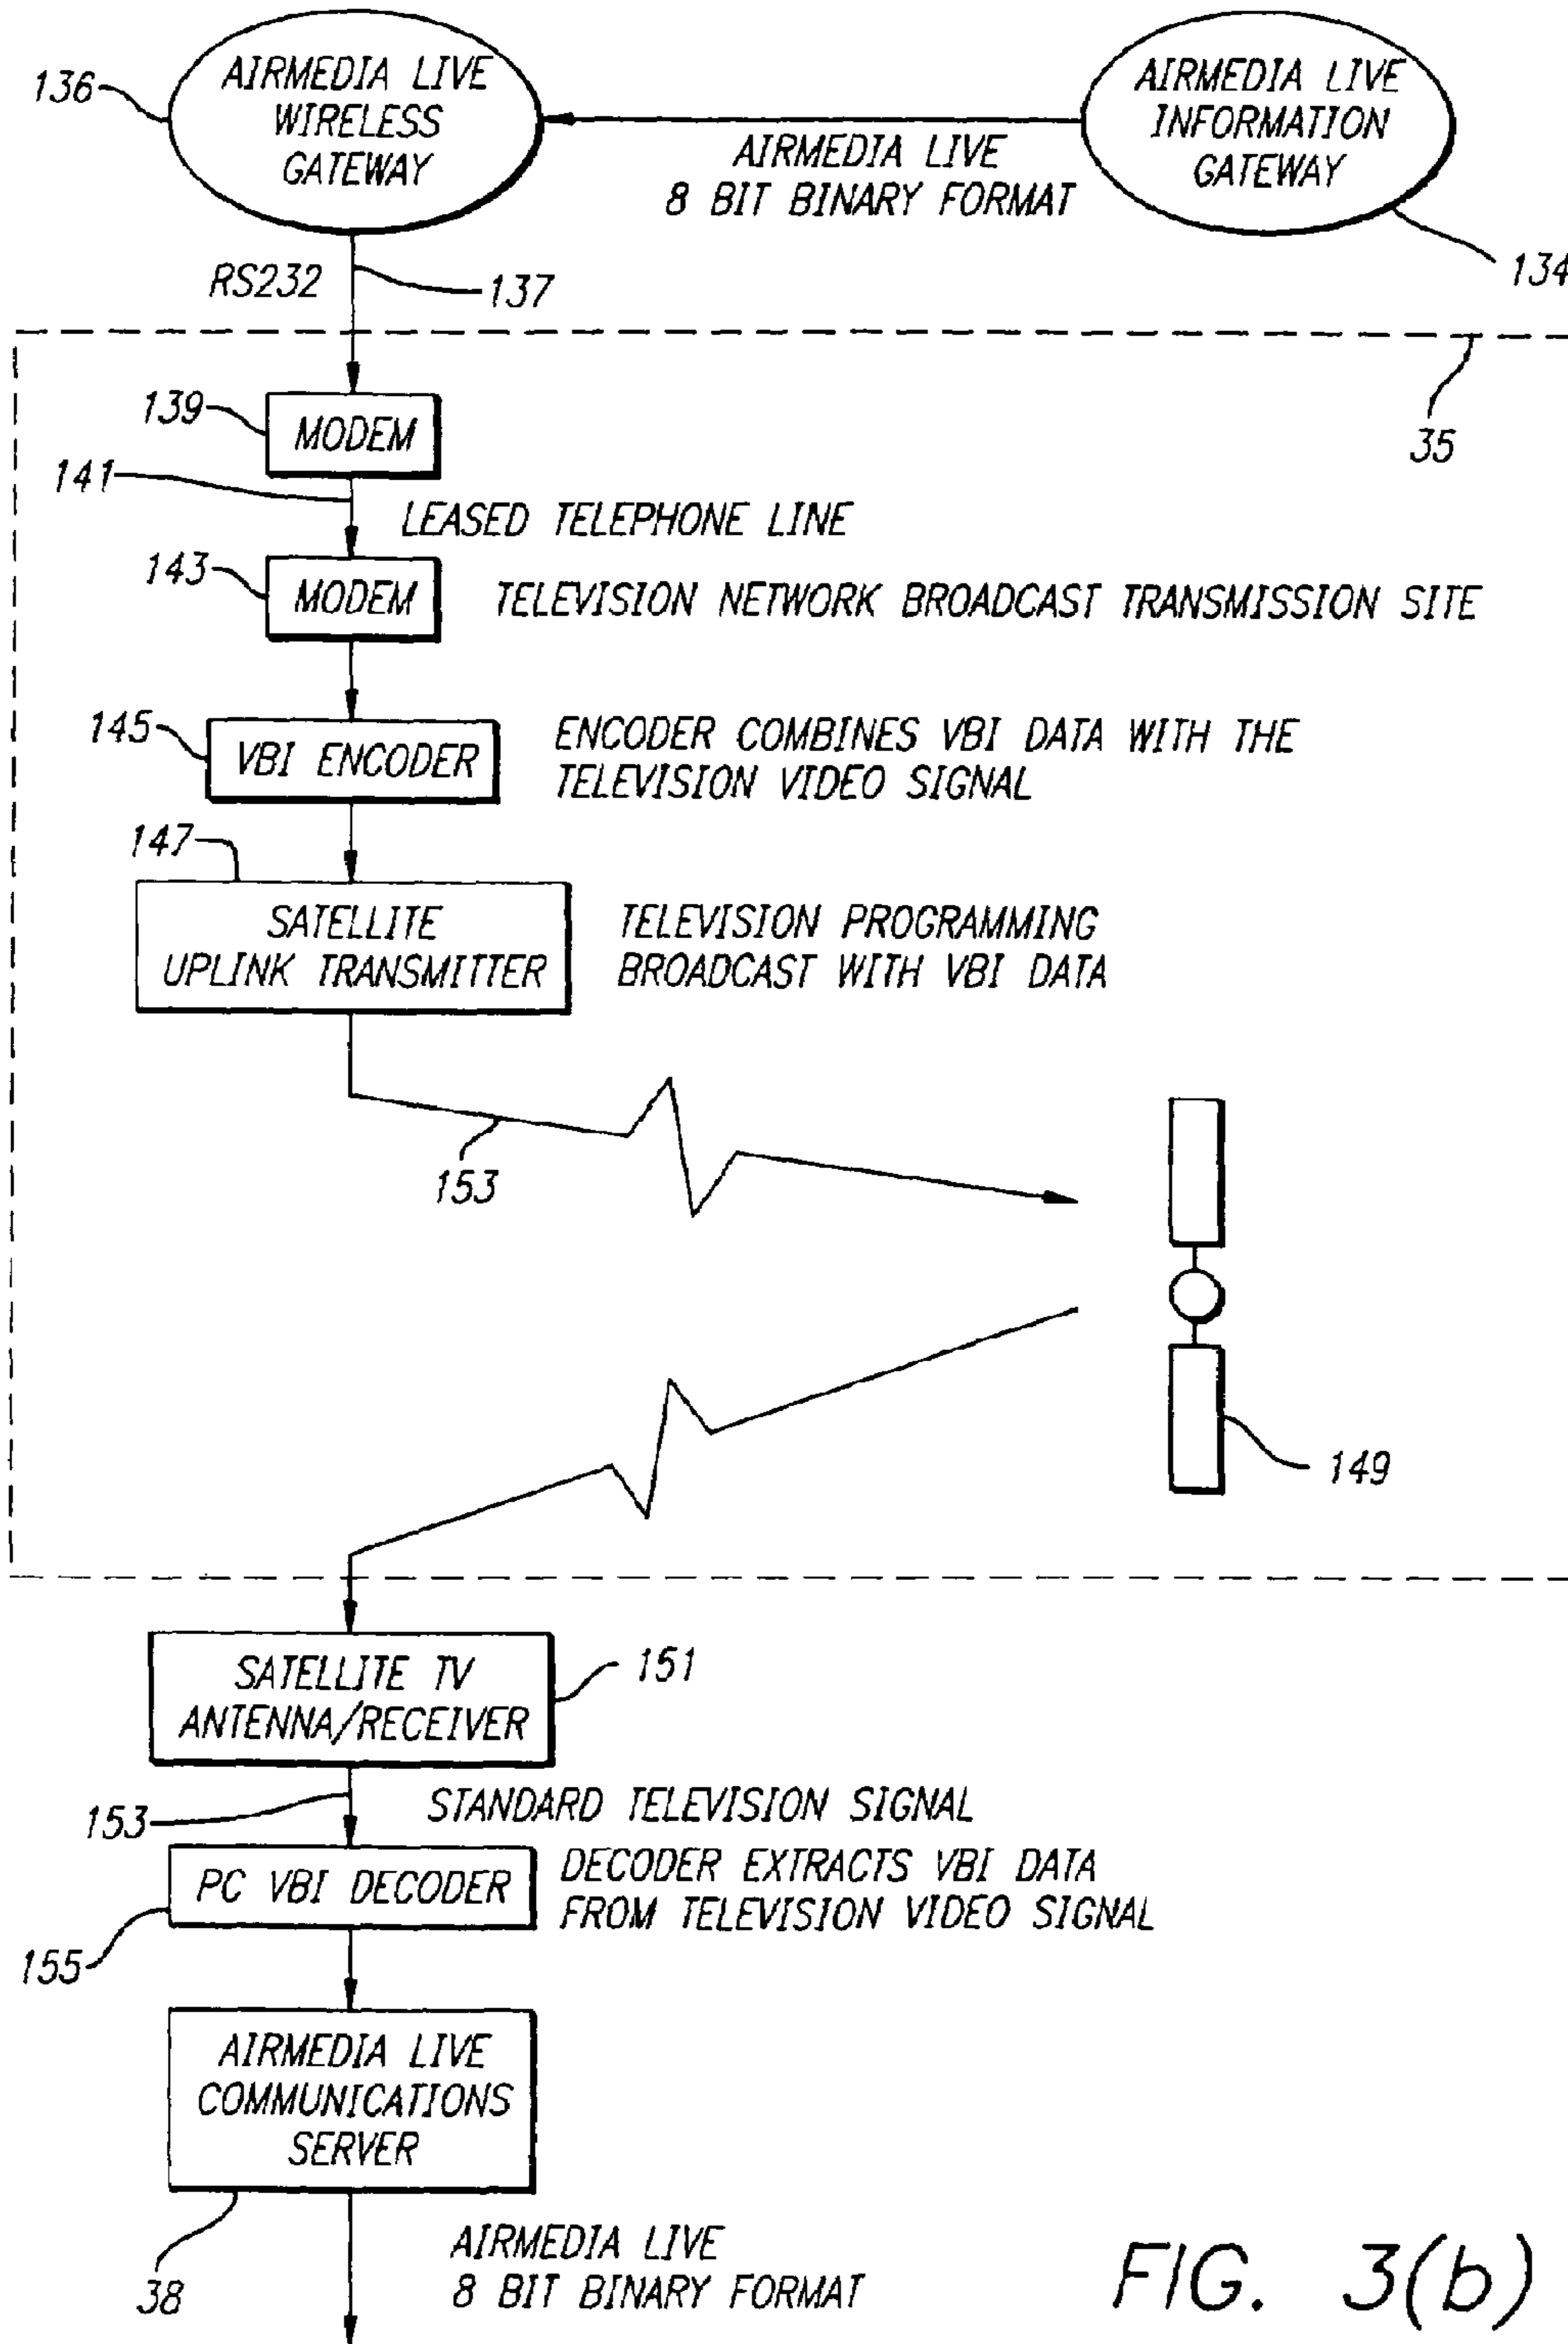 136
AIRMEDIA LIVE
WIRELESS
GATEWAY
AIRMEDIA LIVE
INFORMATION
GATEWAY
AIRMEDIA LIVE
8 BIT BINARY FORMAT
134
RS232
137
35
139
MODEM
141
LEASED TELEPHONE LINE
143
MODEM
TELEVISION NETWORK BROADCAST TRANSMISSION SITE
145
VBI ENCODER
ENCODER COMBINES VBI DATA WITH THE
TELEVISION VIDEO SIGNAL
147
SATELLITE
UPLINK TRANSMITTER
TELEVISION PROGRAMMING
BROADCAST WITH VBI DATA
153
149
SATELLITE TV
ANTENNA/RECEIVER
151
153
STANDARD TELEVISION SIGNAL
PC VBI DECODER
DECODER EXTRACTS VBI DATA
FROM TELEVISION VIDEO SIGNAL
155
AIRMEDIA LIVE
COMMUNICATIONS
SERVER
38
AIRMEDIA LIVE
8 BIT BINARY FORMAT
FIG. 3(b)